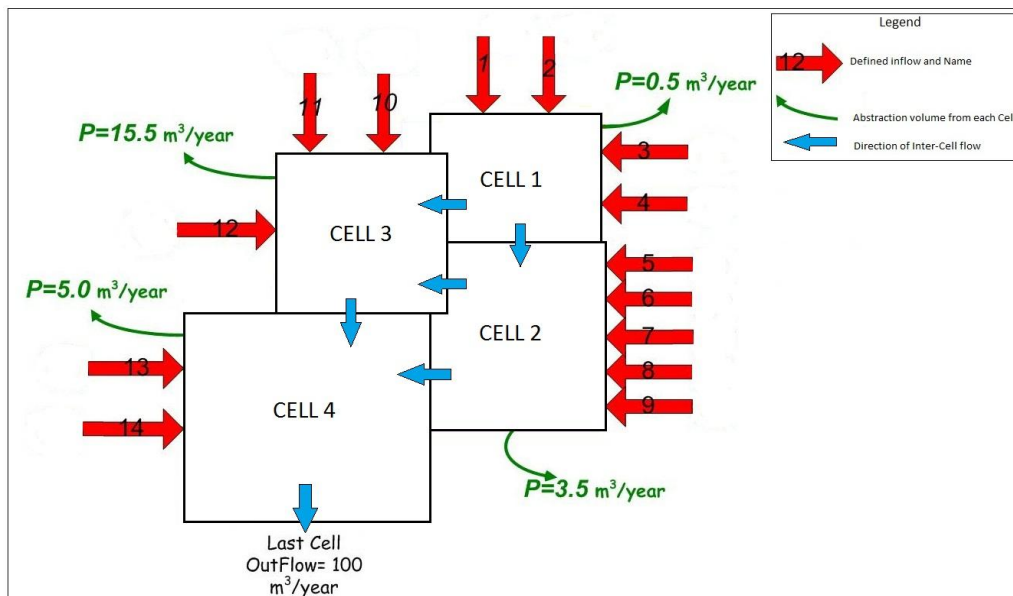 Legend
12
Defined inflow and Name
Abstraction volume from each Cell
Direction of Inter-Cell flow
1
2
P=0.5 m³/year
11
10
P=15.5 m³/year
3
CELL 1
4
12
CELL 3
5
P=5.0 m³/year
6
CELL 2
7
13
8
CELL 4
9
14
P=3.5 m³/year
Last Cell
OutFlow= 100
m³/year